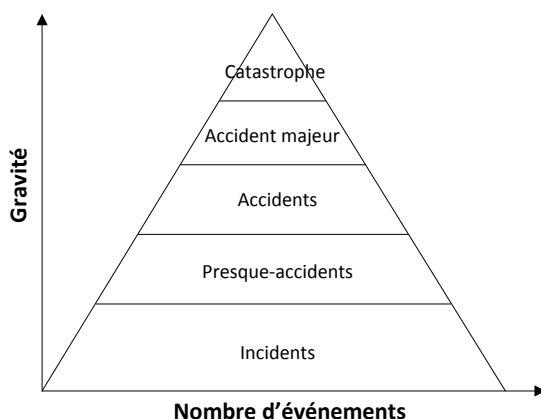 Catastrophe
Accident majeur
Accidents
Presque-accidents
Incidents
Gravité
Nombre d’événements